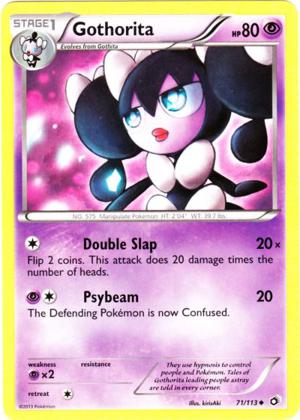 STAGE1
Gothorita
HP80
Evolves from Gothita
NO. 575 Manipulate Pokémon HT: 2'04" WT: 39.7 lbs.
Double Slap 20×
Flip 2 coins. This attack does 20 damage times the
number of heads.
Psybeam 20
The Defending Pokémon is now Confused.
weakness
×2
resistance
retreat
They use hypnosis to control
people and Pokémon. Tales of
Gothorita leading people astray
are told in every corner.
©2013 Pokémon
Illus. kirisAki
71/113